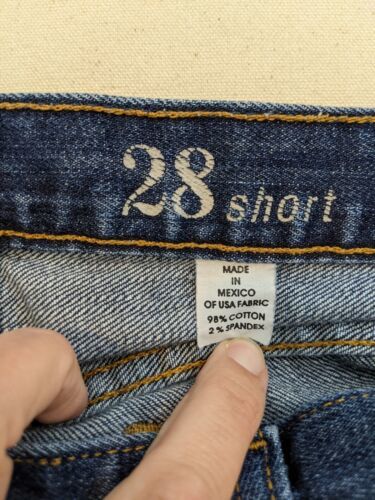 28 short
MADE
IN
MEXICO
OF USA FABRIC
98% COTTON
2% SPANDEX